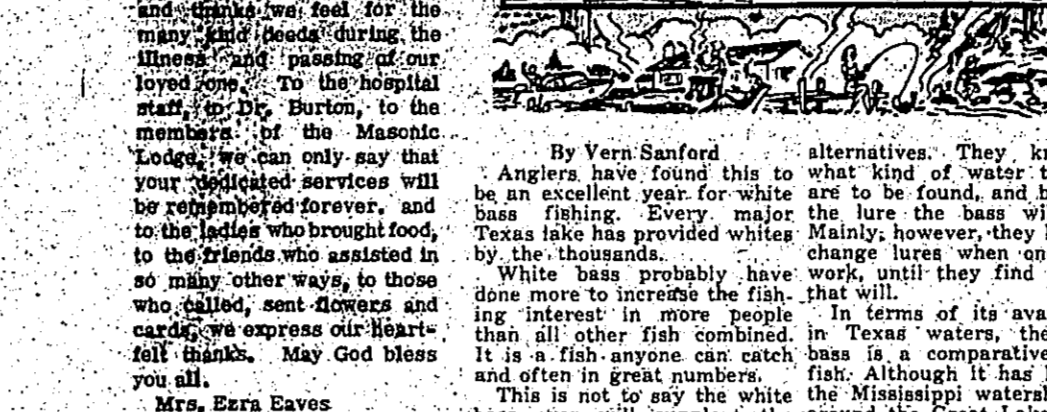 and thanks we feel for the
many kind deeds during the
illness and passing of our
loved one. To the hospital
staff, to Dr. Burton, to the
members of the Masonic
Lodge, we can only say that
your dedicated services will
be remembered forever. and
to the ladies who brought food,
to the friends who assisted in
so many other ways, to those
who called, sent flowers and
cards, we express our heart-
felt thanks. May God bless
you all.
Mrs. Ezra Eaves
By Vern Sanford
Anglers have found this to
be an excellent year for white
bass fishing. Every major
Texas lake has provided whites
by the thousands.
White bass probably have
done more to increase the fish-
ing interest in more people
than all other fish combined.
It is a fish anyone can catch
and often in great numbers.
This is not to say the white
alternatives. They
what kind of water
are to be found, and
the lure the bass
Mainly, however, they
change lures when
work, until they find
that will.
In terms of its
in Texas waters,
bass is a
fish. Although it has
the Mississippi